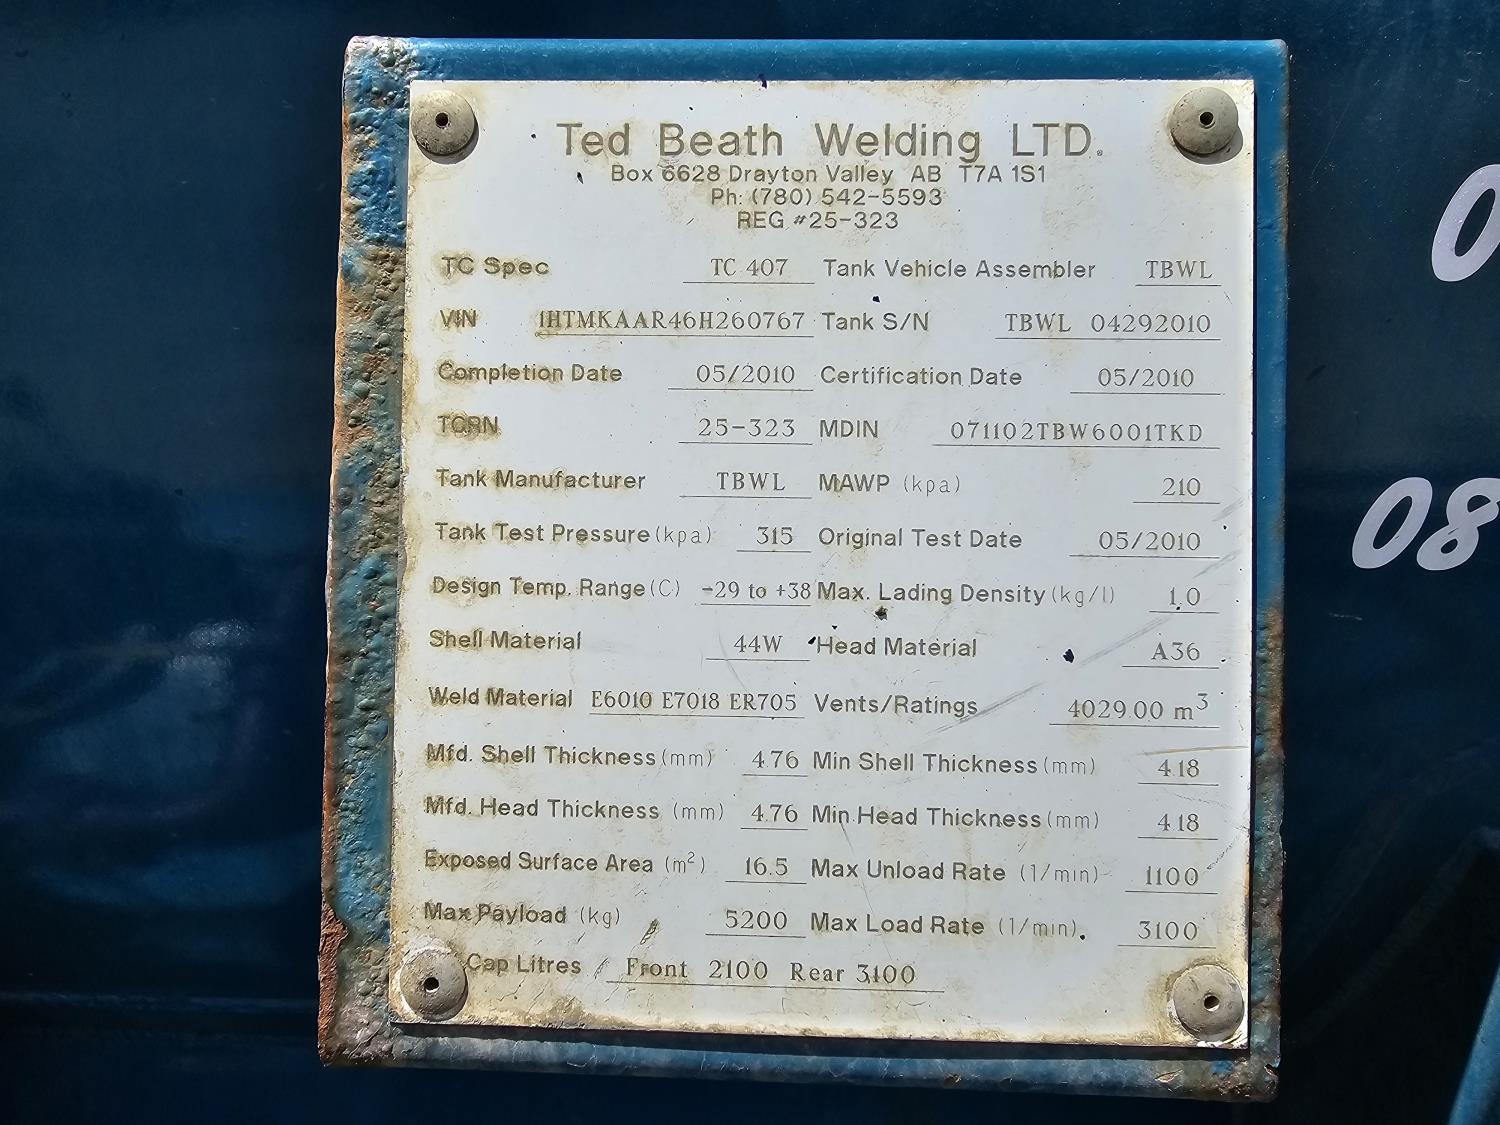 Ted Beath Welding LTD.
Box 6628 Drayton Valley AB T7A 1S1
Ph: (780) 542-5593
REG #25-323
TC Spec TC 407 Tank Vehicle Assembler TBWL
VIN 1HTMKAAR46H260767 Tank S/N TBWL 04292010
Completion Date 05/2010 Certification Date 05/2010
TCRN 25-323 MDIN 071102TBW6001TKD
Tank Manufacturer TBWL MAWP (kpa) 210
Tank Test Pressure (kpa) 315 Original Test Date 05/2010
Design Temp. Range (C) -29 to +38 Max. Lading Density (kg/l) 1.0
Shell Material 44W Head Material A36
Weld Material E6010 E7018 ER705 Vents/Ratings 4029.00 m³
Mfd. Shell Thickness (mm) 4.76 Min Shell Thickness (mm) 4.18
Mfd. Head Thickness (mm) 4.76 Min Head Thickness (mm) 4.18
Exposed Surface Area (m²) 16.5 Max Unload Rate (l/min) 1100
Max Payload (kg) 5200 Max Load Rate (l/min) 3100
Cap Litres Front 2100 Rear 3100
0
08